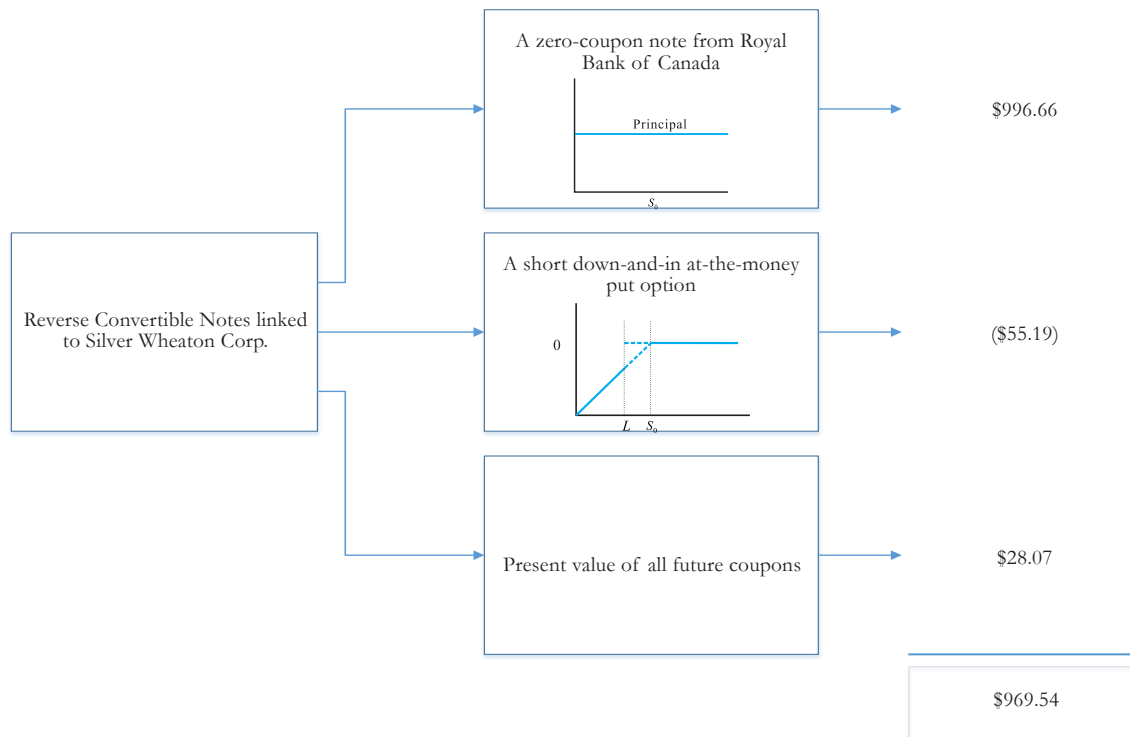 A zero-coupon note from Royal
Bank of Canada
Principal
S₀
$996.66
Reverse Convertible Notes linked
to Silver Wheaton Corp.
A short down-and-in at-the-money
put option
0
L S₀
($55.19)
Present value of all future coupons
$28.07
$969.54